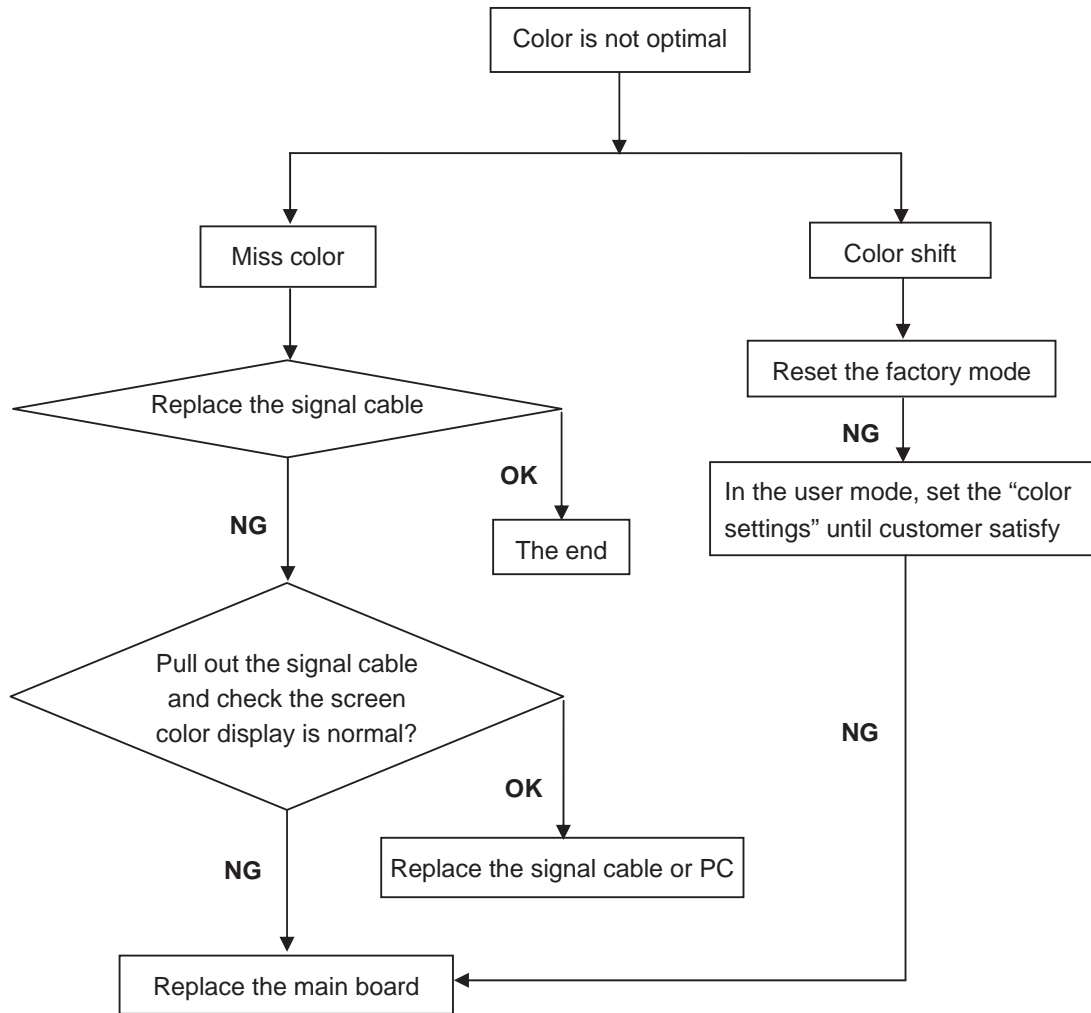 Color is not optimal
Miss color
Color shift
Replace the signal cable
Reset the factory mode
NG
OK
In the user mode, set the “color
settings” until customer satisfy
NG
The end
Pull out the signal cable
and check the screen
color display is normal?
NG
OK
NG
Replace the signal cable or PC
Replace the main board